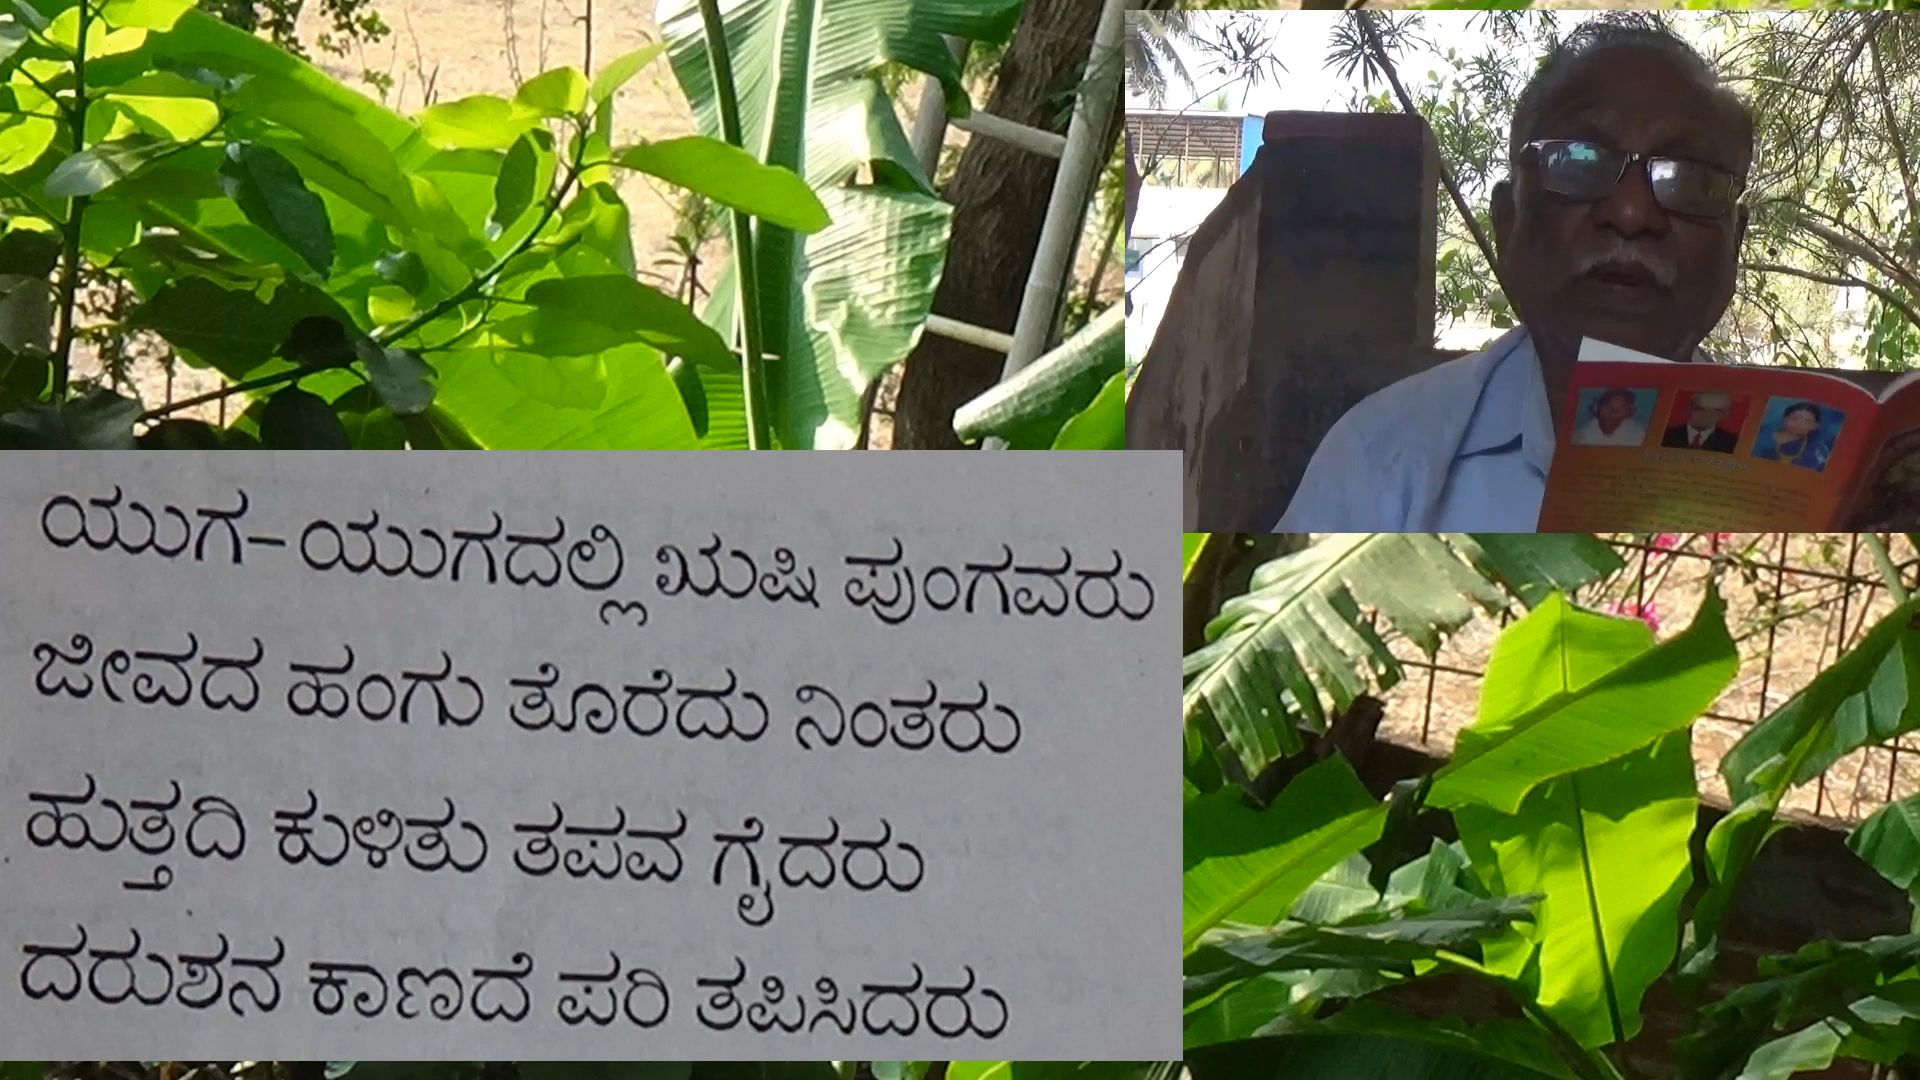 ಯುಗ-ಯುಗದಲ್ಲಿ ಋಷಿ ಪುಂಗವರು
ಜೀವದ ಹಂಗು ತೊರೆದು ನಿಂತರು
ಹುತ್ತದಿ ಕುಳಿತು ತಪವ ಗೈದರು
ದರುಶನ ಕಾಣದೆ ಪರಿ ತಪಿಸಿದರು